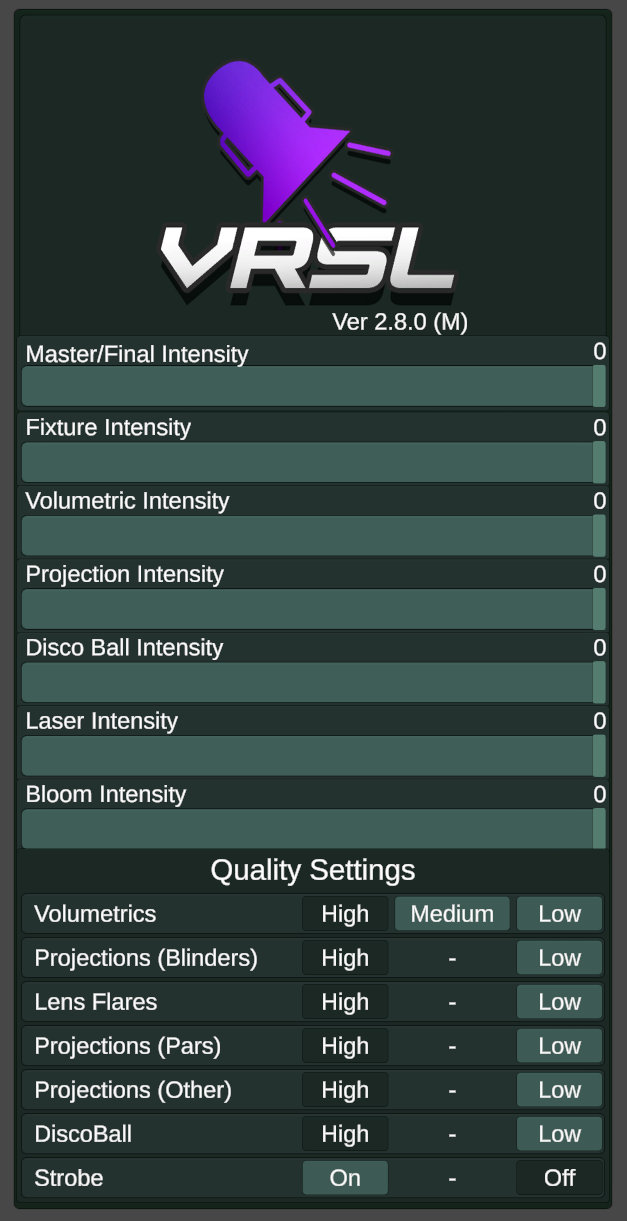 VRSL
Ver 2.8.0 (M)
Master/Final Intensity 0
Fixture Intensity 0
Volumetric Intensity 0
Projection Intensity 0
Disco Ball Intensity 0
Laser Intensity 0
Bloom Intensity 0
Quality Settings
Volumetrics High Medium Low
Projections (Blinders) High - Low
Lens Flares High - Low
Projections (Pars) High - Low
Projections (Other) High - Low
DiscoBall High - Low
Strobe On - Off